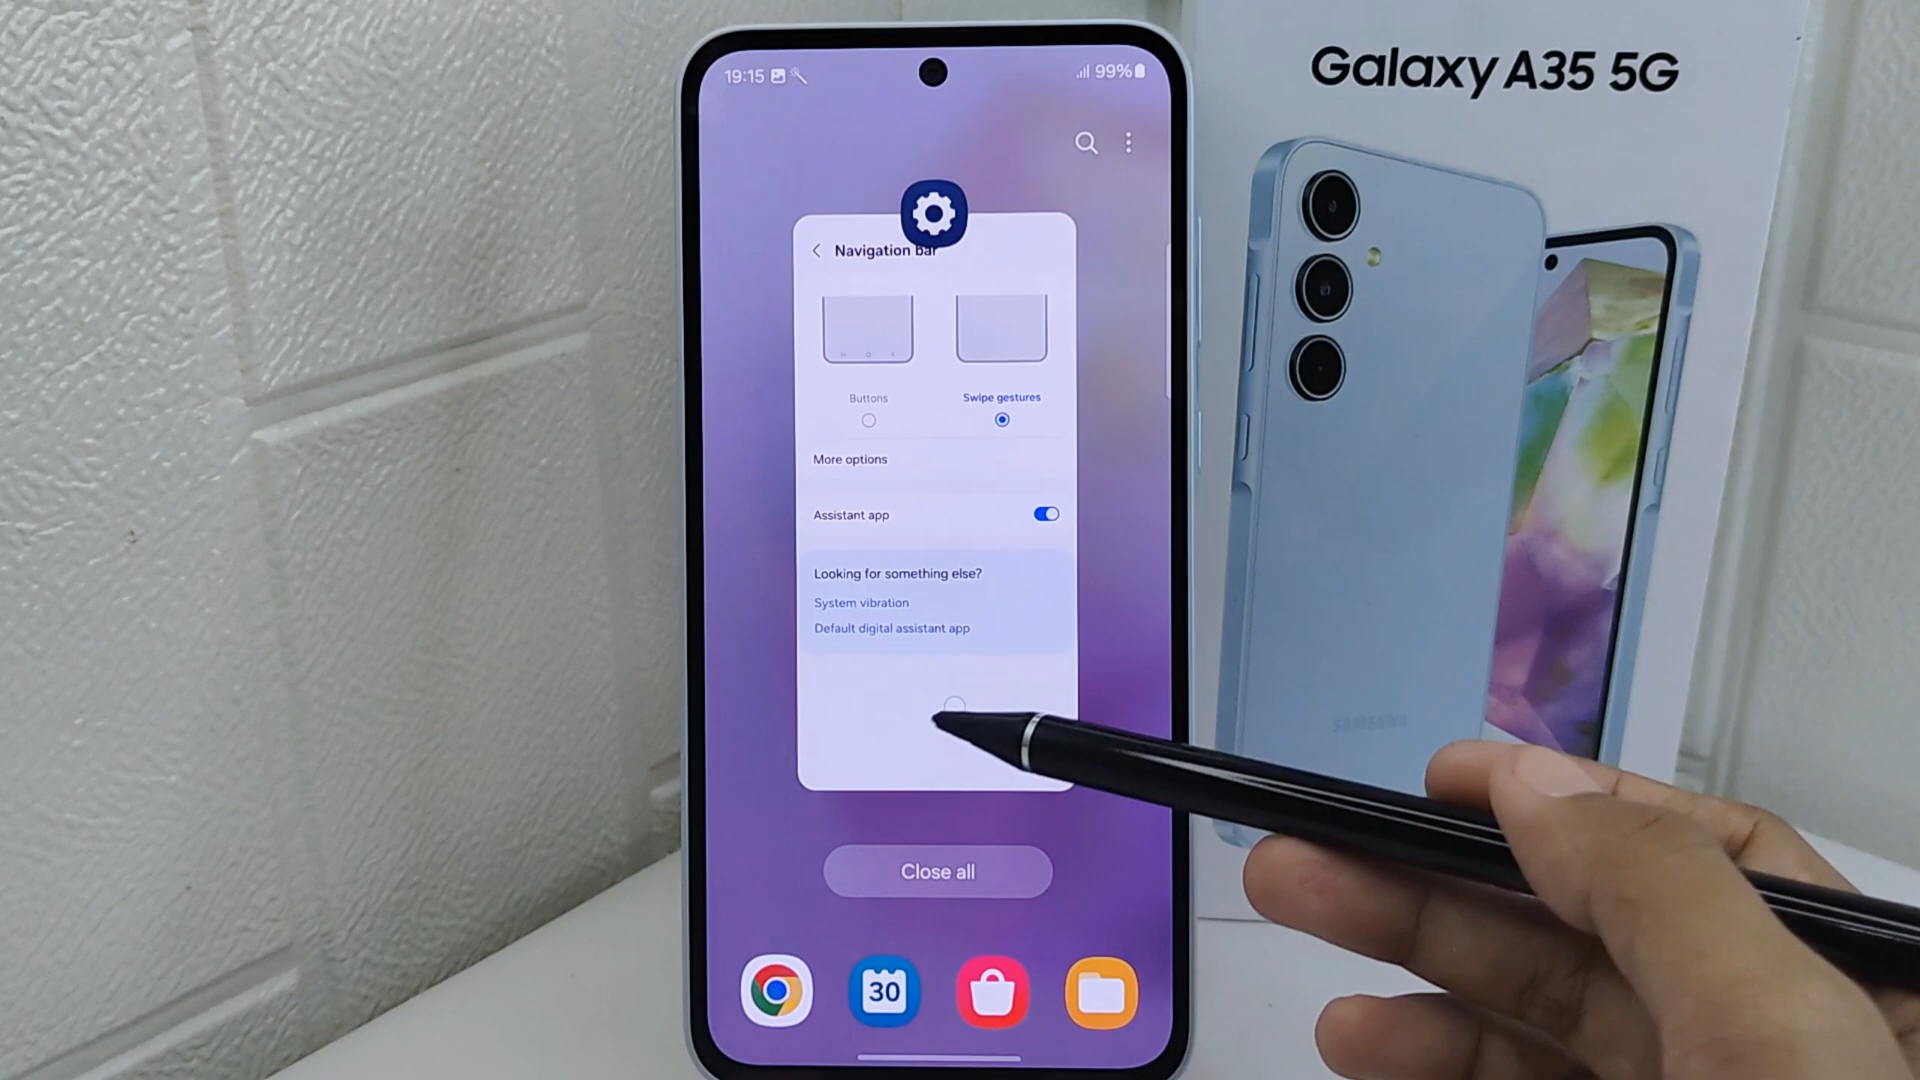 19:15
99%
Navigation bar
Buttons
Swipe gestures
More options
Assistant app
Looking for something else?
System vibration
Default digital assistant app
Close all
30
Galaxy A35 5G
SAMSUNG